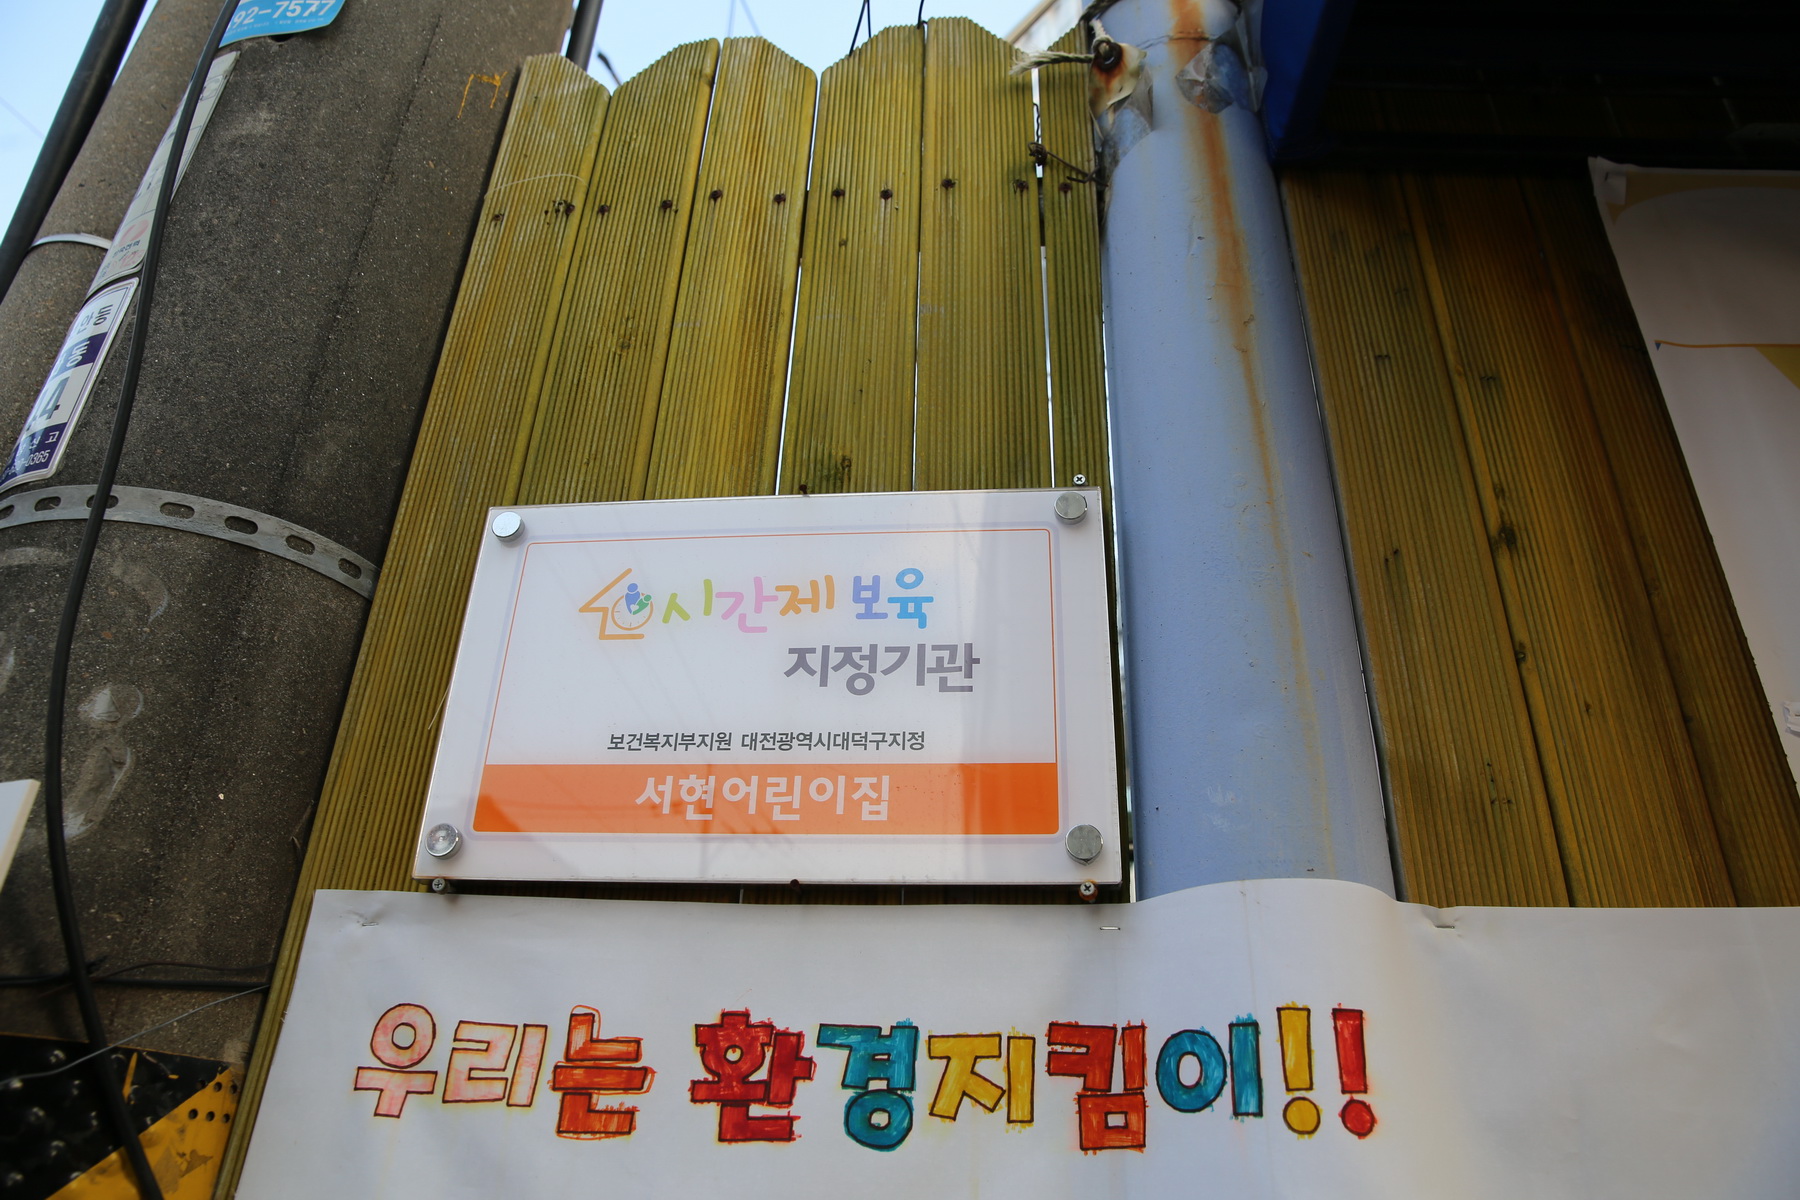 92-7577
시간제 보육
지정기관
보건복지부지원 대전광역시대덕구지정
서현어린이집
우리는 환경지킴이!!